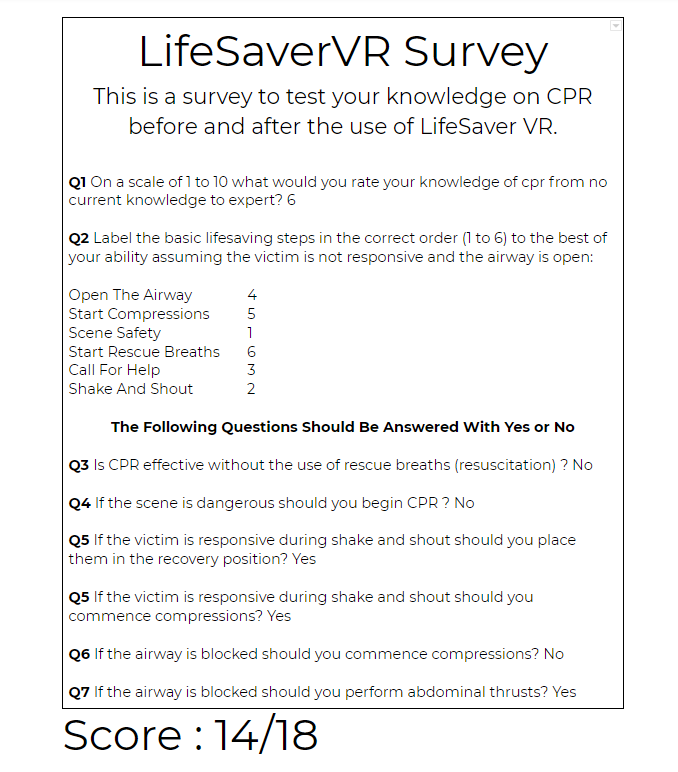 LifeSaverVR Survey
This is a survey to test your knowledge on CPR
before and after the use of LifeSaver VR.
Q1 On a scale of 1 to 10 what would you rate your knowledge of cpr from no
current knowledge to expert? 6
Q2 Label the basic lifesaving steps in the correct order (1 to 6) to the best of
your ability assuming the victim is not responsive and the airway is open:
Open The Airway 4
Start Compressions 5
Scene Safety 1
Start Rescue Breaths 6
Call For Help 3
Shake And Shout 2
The Following Questions Should Be Answered With Yes or No
Q3 Is CPR effective without the use of rescue breaths (resuscitation) ? No
Q4 If the scene is dangerous should you begin CPR ? No
Q5 If the victim is responsive during shake and shout should you place
them in the recovery position? Yes
Q5 If the victim is responsive during shake and shout should you
commence compressions? Yes
Q6 If the airway is blocked should you commence compressions? No
Q7 If the airway is blocked should you perform abdominal thrusts? Yes
Score : 14/18